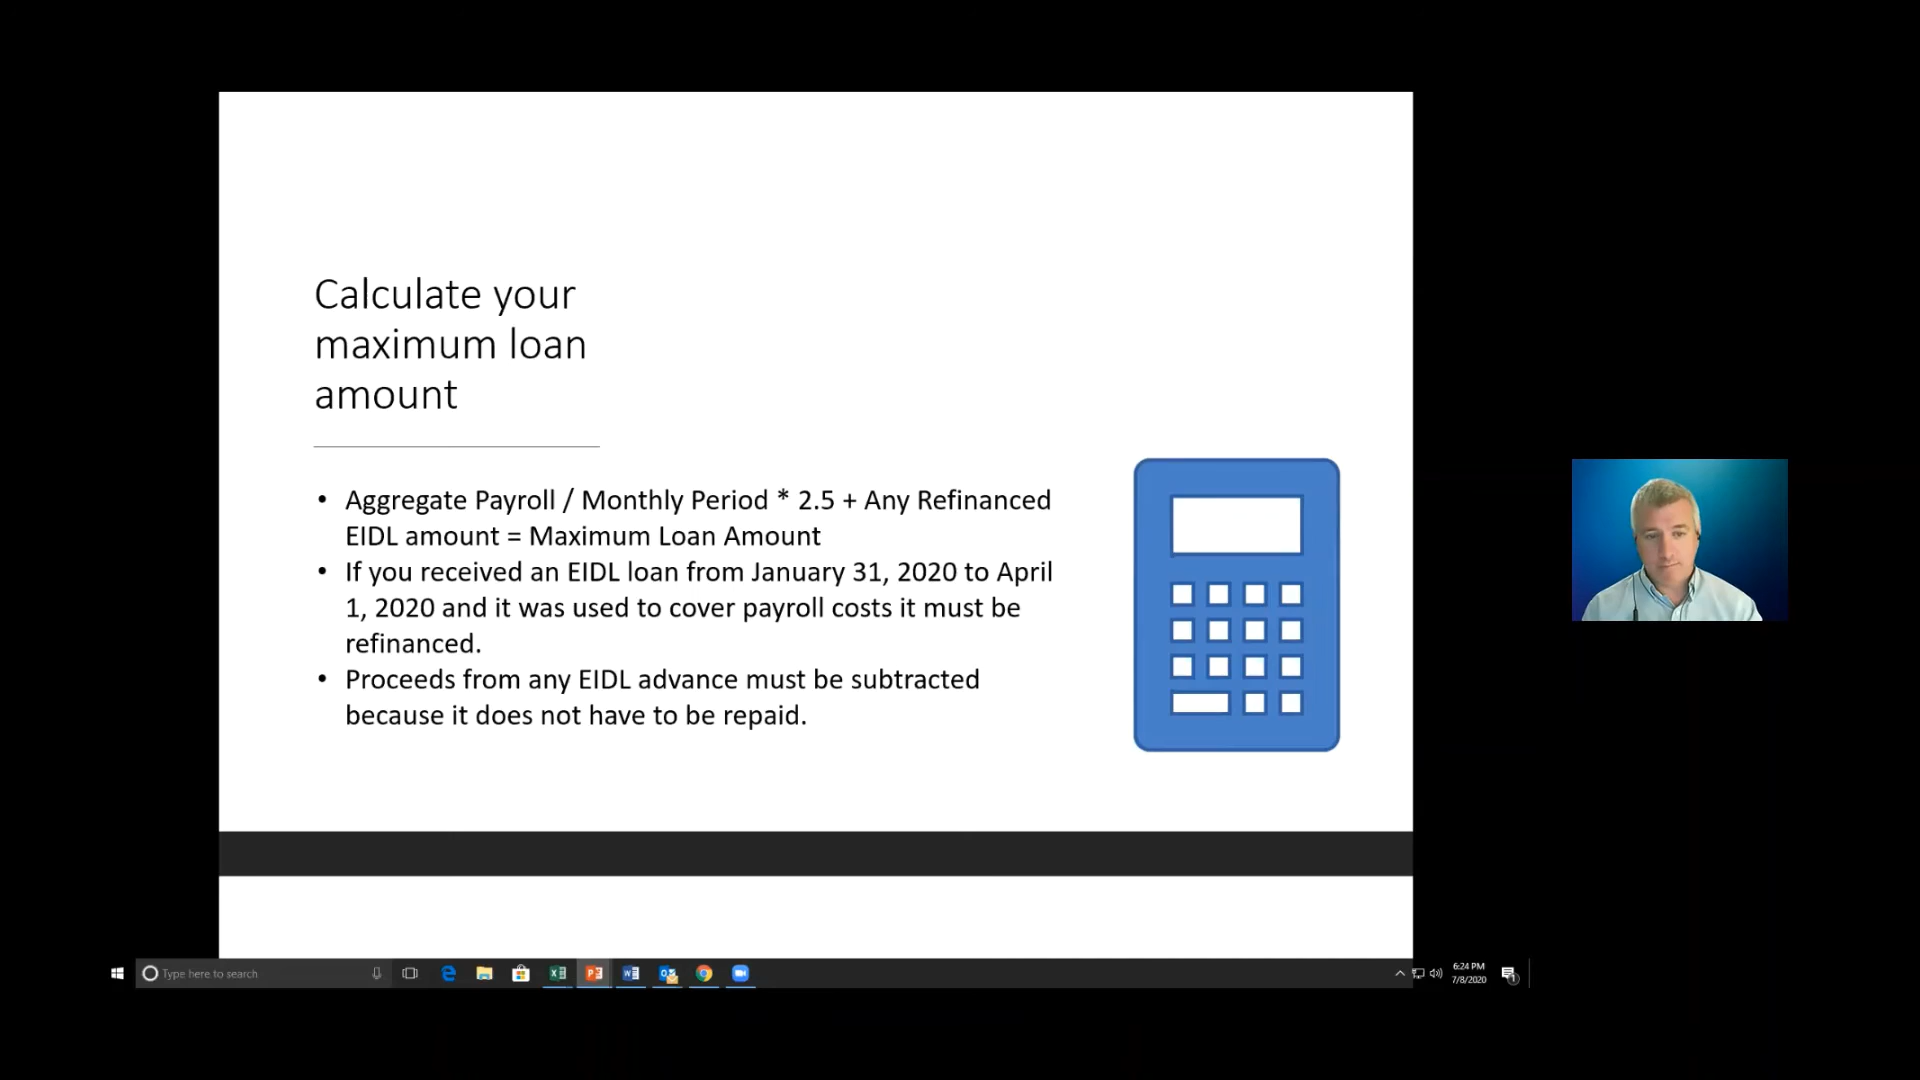 Calculate your
maximum loan
amount
• Aggregate Payroll / Monthly Period * 2.5 + Any Refinanced
EIDL amount = Maximum Loan Amount
• If you received an EIDL loan from January 31, 2020 to April
1, 2020 and it was used to cover payroll costs it must be
refinanced.
• Proceeds from any EIDL advance must be subtracted
because it does not have to be repaid.
Type here to search
6:24 PM
7/8/2020